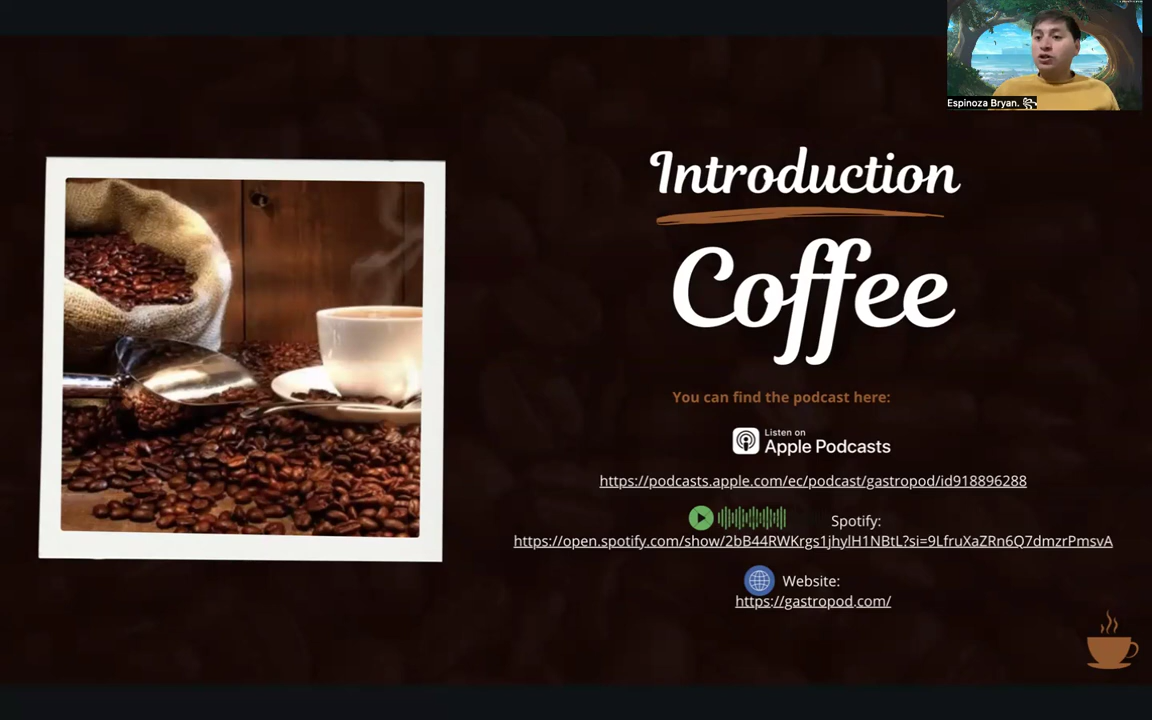 Espinoza Bryan.
Introduction
Coffee
You can find the podcast here:
Listen on
Apple Podcasts
https://podcasts.apple.com/ec/podcast/gastropod/id918896288
Spotify:
https://open.spotify.com/show/2bB44RWKrgs1jhylH1NBtL?si=9LfruXaZRn6Q7dmzrPmsvA
Website:
https://gastropod.com/